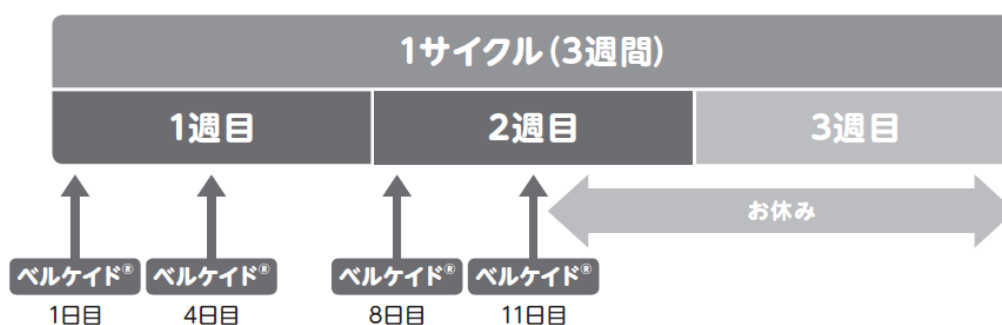 1サイクル(3週間)
1週目 2週目 3週目
お休み
ベルケイド® ベルケイド® ベルケイド® ベルケイド®
1日目 4日目 8日目 11日目